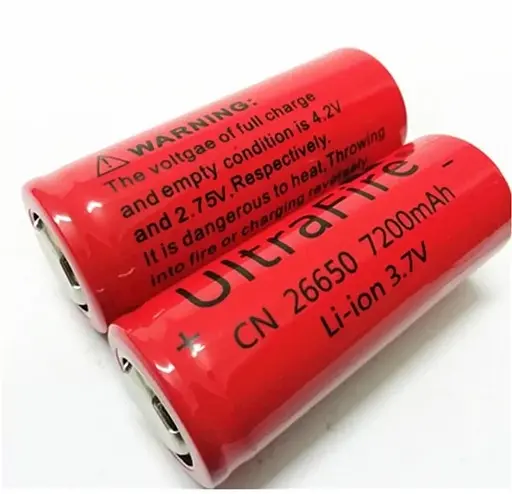 ⚠ WARNING:
The voltgae of full charge
and empty condition is 4.2V
and 2.75V, Respectively.
It is dangerous to heat, Throwing
into fire or charging reversely.
+ UltraFire -
CN 26650 7200mAh
Li-ion 3.7V